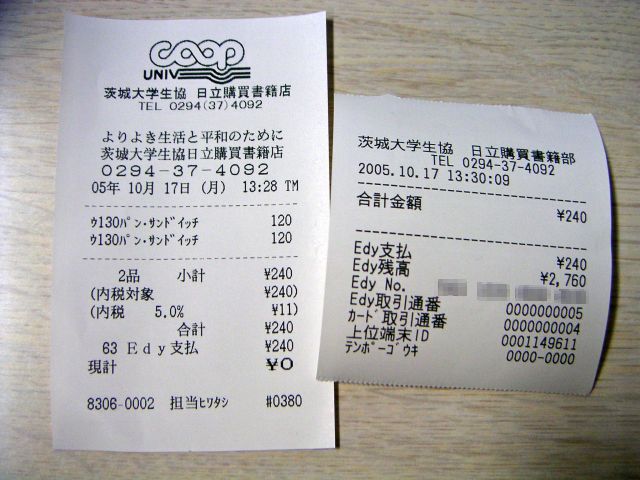 COOP
UNIV
茨城大学生協 日立購買書籍店
TEL 0294(37)4092
よりよき生活と平和のために
茨城大学生協日立購買書籍店
0294-37-4092
05年 10月 17日 (月) 13:28 TM
ｳ130ﾊﾟﾝ･ｻﾝﾄﾞｲｯﾁ 120
ｳ130ﾊﾟﾝ･ｻﾝﾄﾞｲｯﾁ 120
2品 小計 ¥240
(内税対象 ¥240)
(内税 5.0% ¥11)
合計 ¥240
63 Edy支払 ¥240
現計 ¥0
8306-0002 担当ﾋﾜﾀｼ #0380
茨城大学生協 日立購買書籍部
TEL 0294-37-4092
2005.10.17 13:30:09
合計金額 ¥240
Edy支払 ¥240
Edy残高 ¥2,760
Edy No.
Edy取引通番 0000000005
ｶｰﾄﾞ取引通番 0000000004
上位端末ID 0001149611
ﾃﾝﾎﾟｰｺﾞｳｷ 0000-0000